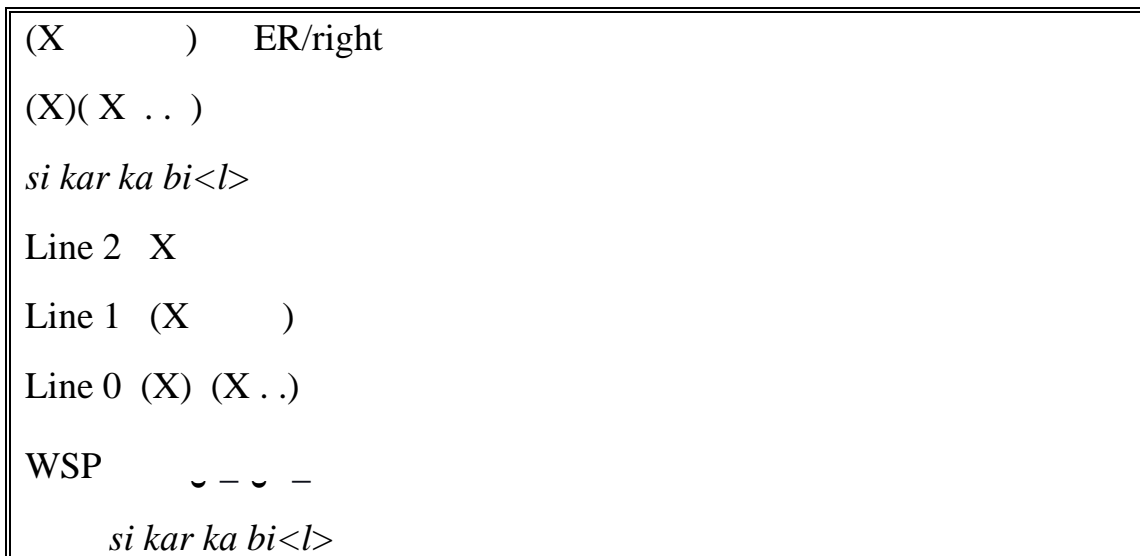 (X          )     ER/right
(X)( X  . .  )
si kar ka bi<l>
Line 2   X
Line 1   (X        )
Line 0  (X)  (X . .)
WSP        ⏑ – ⏑  –
si kar ka bi<l>